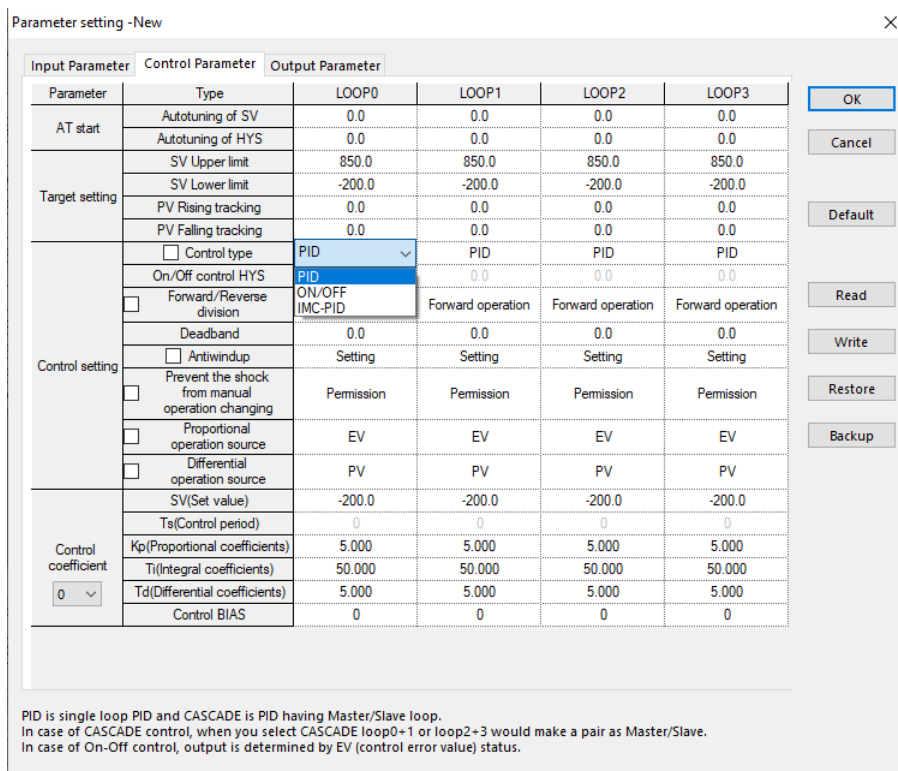 Parameter setting -New
Input Parameter Control Parameter Output Parameter
Parameter Type LOOP0 LOOP1 LOOP2 LOOP3
OK
AT start
Autotuning of SV 0.0 0.0 0.0 0.0
Autotuning of HYS 0.0 0.0 0.0 0.0
Cancel
Target setting
SV Upper limit 850.0 850.0 850.0 850.0
SV Lower limit -200.0 -200.0 -200.0 -200.0
PV Rising tracking 0.0 0.0 0.0 0.0
Default
PV Falling tracking 0.0 0.0 0.0 0.0
Control setting
Control type PID PID PID PID
On/Off control HYS PID 0.0 0.0 0.0
ON/OFF
IMC-PID
Forward/Reverse
division Forward operation Forward operation Forward operation
Read
Deadband 0.0 0.0 0.0 0.0
Write
Antiwindup Setting Setting Setting Setting
Prevent the shock
from manual
operation changing Permission Permission Permission Permission
Restore
Proportional
operation source EV EV EV EV
Backup
Differential
operation source PV PV PV PV
Control
coefficient
0
SV(Set value) -200.0 -200.0 -200.0 -200.0
Ts(Control period) 0 0 0 0
Kp(Proportional coefficients) 5.000 5.000 5.000 5.000
Ti(Integral coefficients) 50.000 50.000 50.000 50.000
Td(Differential coefficients) 5.000 5.000 5.000 5.000
Control BIAS 0 0 0 0
PID is single loop PID and CASCADE is PID having Master/Slave loop.
In case of CASCADE control, when you select CASCADE loop0+1 or loop2+3 would make a pair as Master/Slave.
In case of On-Off control, output is determined by EV (control error value) status.